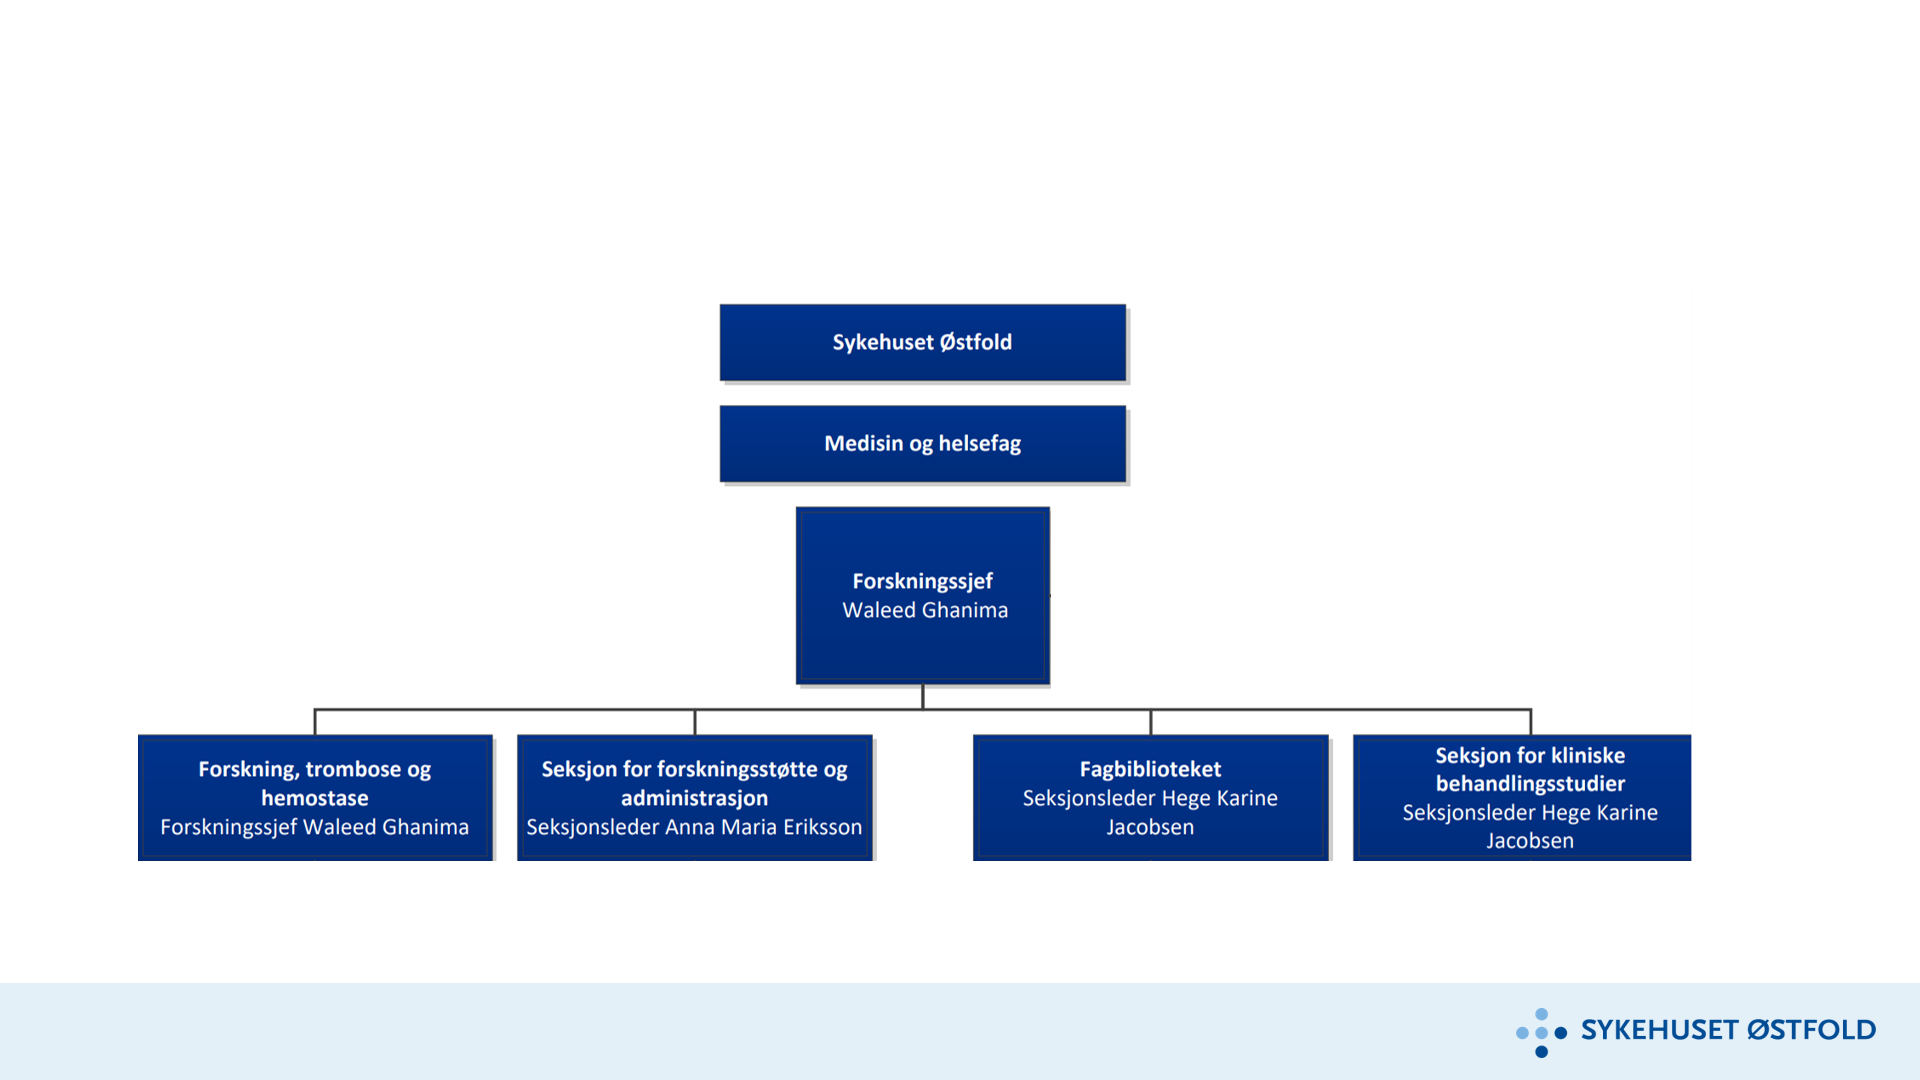 Sykehuset Østfold
Medisin og helsefag
Forskningssjef
Waleed Ghanima
Forskning, trombose og
hemostase
Forskningssjef Waleed Ghanima
Seksjon for forskningsstøtte og
administrasjon
Seksjonsleder Anna Maria Eriksson
Fagbiblioteket
Seksjonsleder Hege Karine
Jacobsen
Seksjon for kliniske
behandlingsstudier
Seksjonsleder Hege Karine
Jacobsen
SYKEHUSET ØSTFOLD